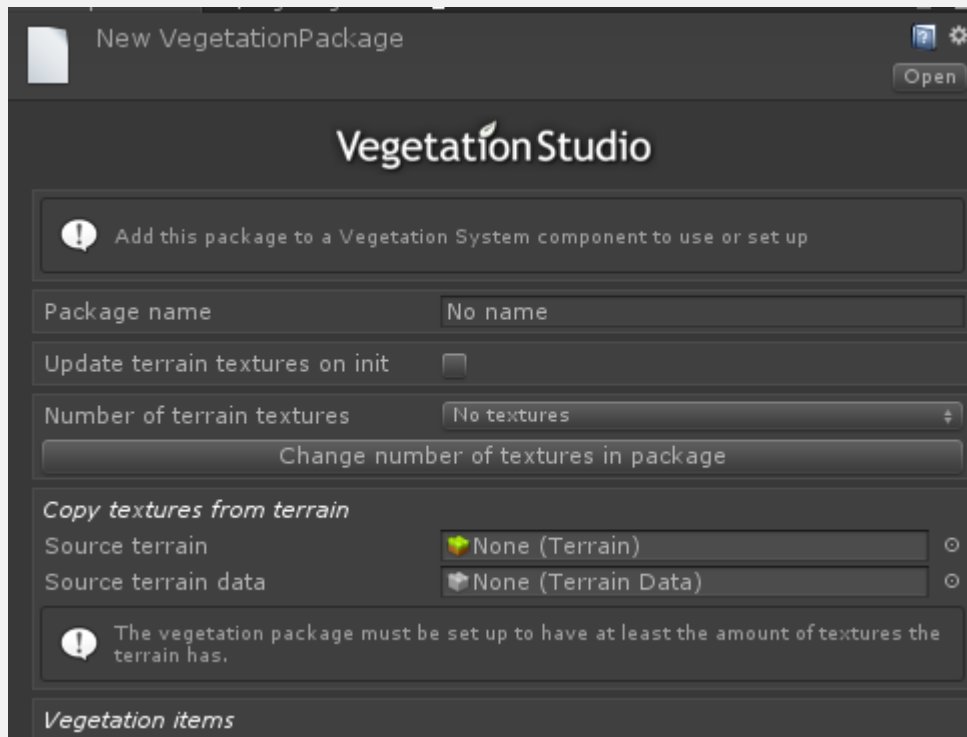 New VegetationPackage
Open
Vegetation Studio
Add this package to a Vegetation System component to use or set up
Package name No name
Update terrain textures on init
Number of terrain textures No textures
Change number of textures in package
Copy textures from terrain
Source terrain None (Terrain)
Source terrain data None (Terrain Data)
The vegetation package must be set up to have at least the amount of textures the
terrain has.
Vegetation items